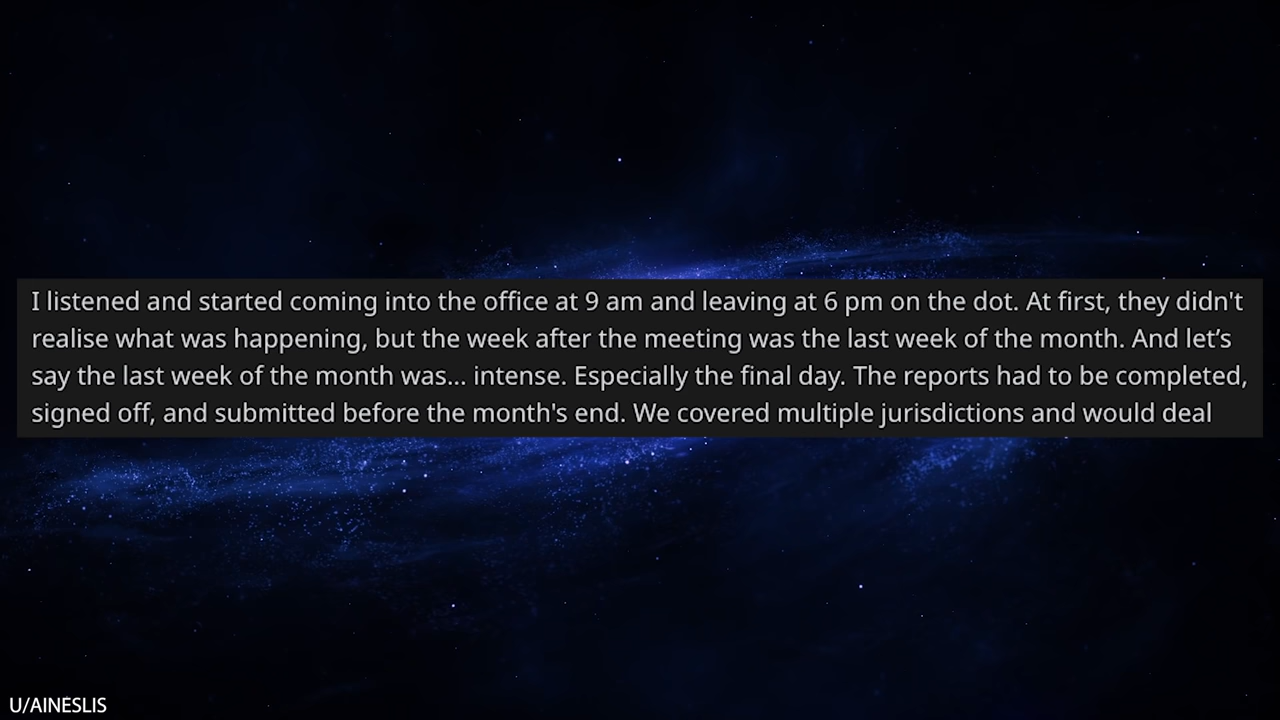 I listened and started coming into the office at 9 am and leaving at 6 pm on the dot. At first, they didn't
realise what was happening, but the week after the meeting was the last week of the month. And let’s
say the last week of the month was... intense. Especially the final day. The reports had to be completed,
signed off, and submitted before the month's end. We covered multiple jurisdictions and would deal
U/AINESLIS